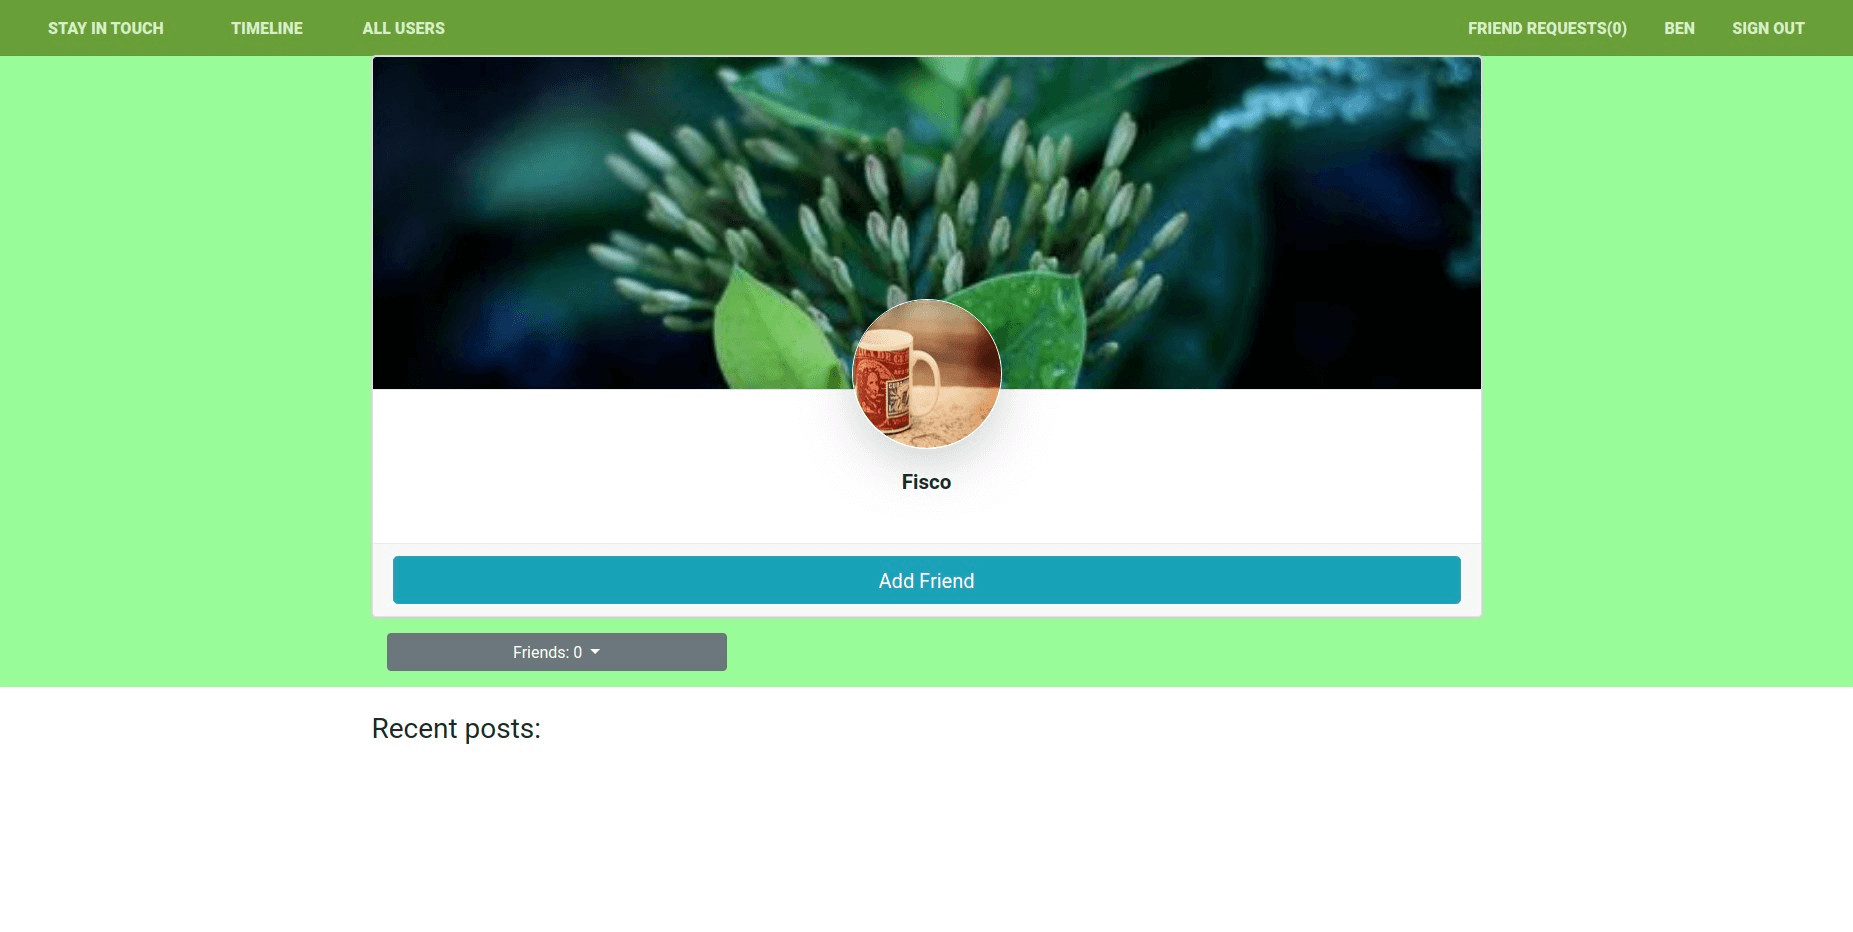 STAY IN TOUCH TIMELINE ALL USERS FRIEND REQUESTS(0) BEN SIGN OUT
Fisco
Add Friend
Friends: 0
Recent posts: